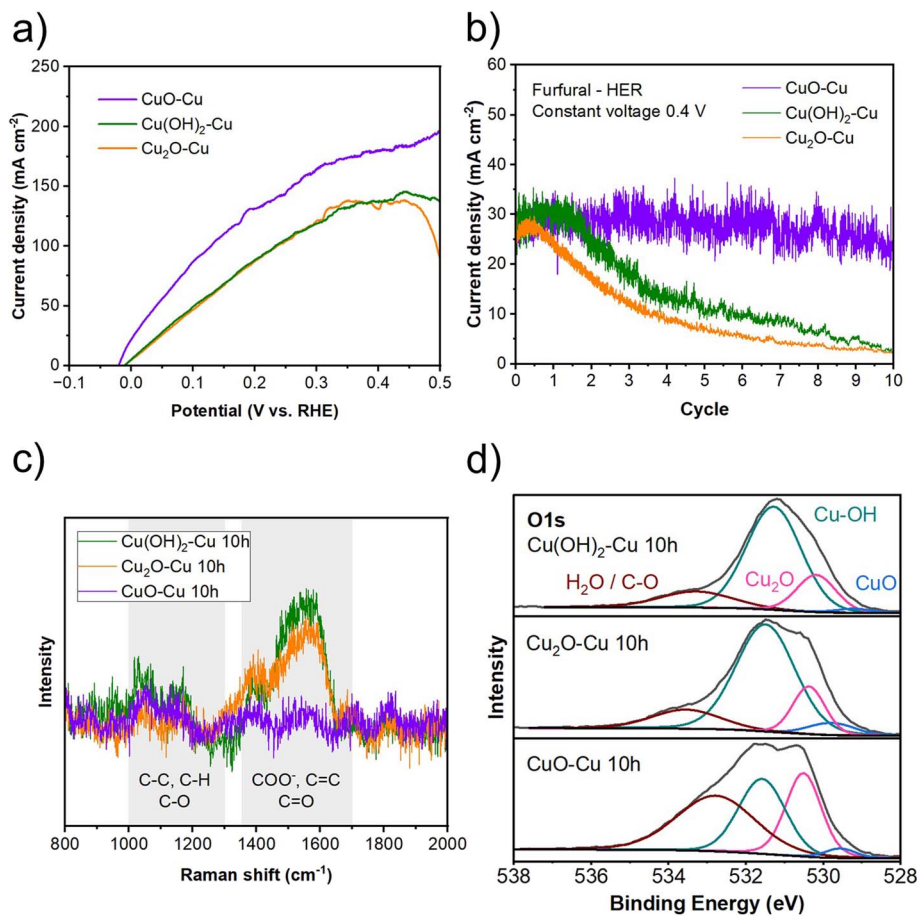 a)
250
200
150
100
50
0
−0.1
0.0
0.1
0.2
0.3
0.4
0.5
Current density (mA cm⁻²)
Potential (V vs. RHE)
CuO-Cu
Cu(OH)₂-Cu
Cu₂O-Cu
b)
60
50
40
30
20
10
0
0
1
2
3
4
5
6
7
8
9
10
Current density (mA cm⁻²)
Cycle
Furfural - HER
Constant voltage 0.4 V
CuO-Cu
Cu(OH)₂-Cu
Cu₂O-Cu
c)
Cu(OH)₂-Cu 10h
Cu₂O-Cu 10h
CuO-Cu 10h
Intensity
C-C, C-H
C-O
COO⁻, C=C
C=O
800
1000
1200
1400
1600
1800
2000
Raman shift (cm⁻¹)
d)
O1s
Cu(OH)₂-Cu 10h
Cu-OH
H₂O / C-O
Cu₂O
CuO
Cu₂O-Cu 10h
CuO-Cu 10h
Intensity
538
536
534
532
530
528
Binding Energy (eV)